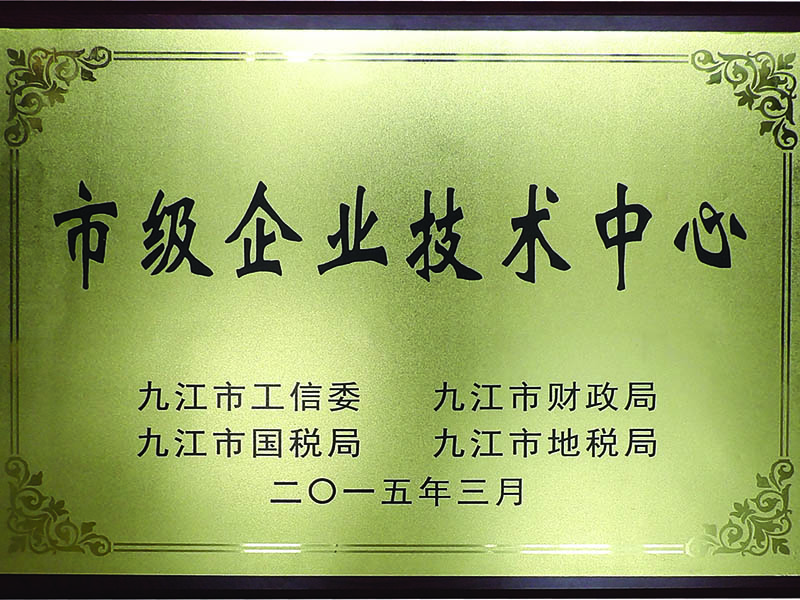 市级企业技术中心
九江市工信委 九江市财政局
九江市国税局 九江市地税局
二〇一五年三月